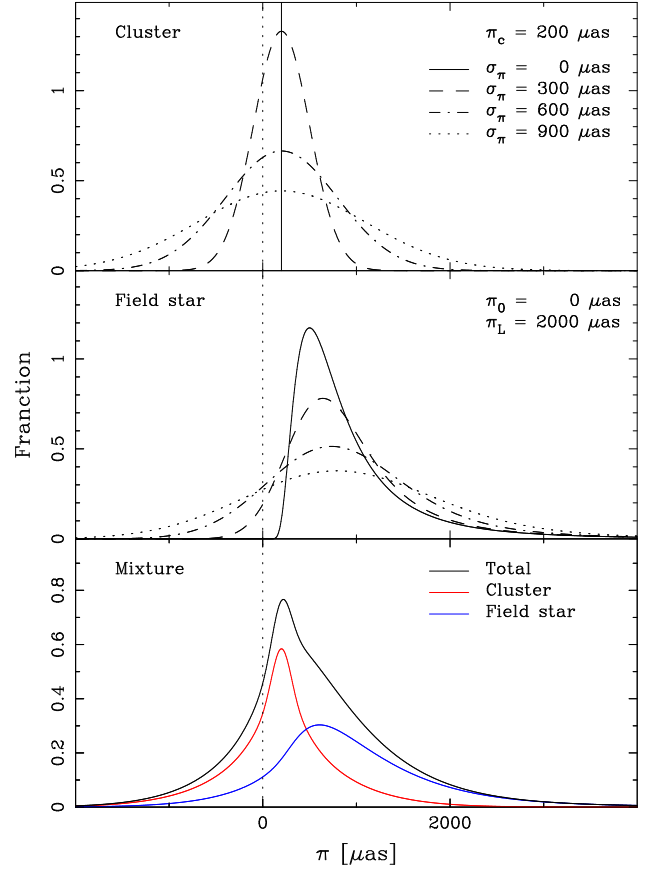 Cluster
π_c = 200 μas
σ_π = 0 μas
σ_π = 300 μas
σ_π = 600 μas
σ_π = 900 μas
1
0.5
0
Field star
π_0 = 0 μas
π_L = 2000 μas
1
0.5
0
Franction
Mixture
Total
Cluster
Field star
0.8
0.6
0.4
0.2
0
0 2000
π [μas]